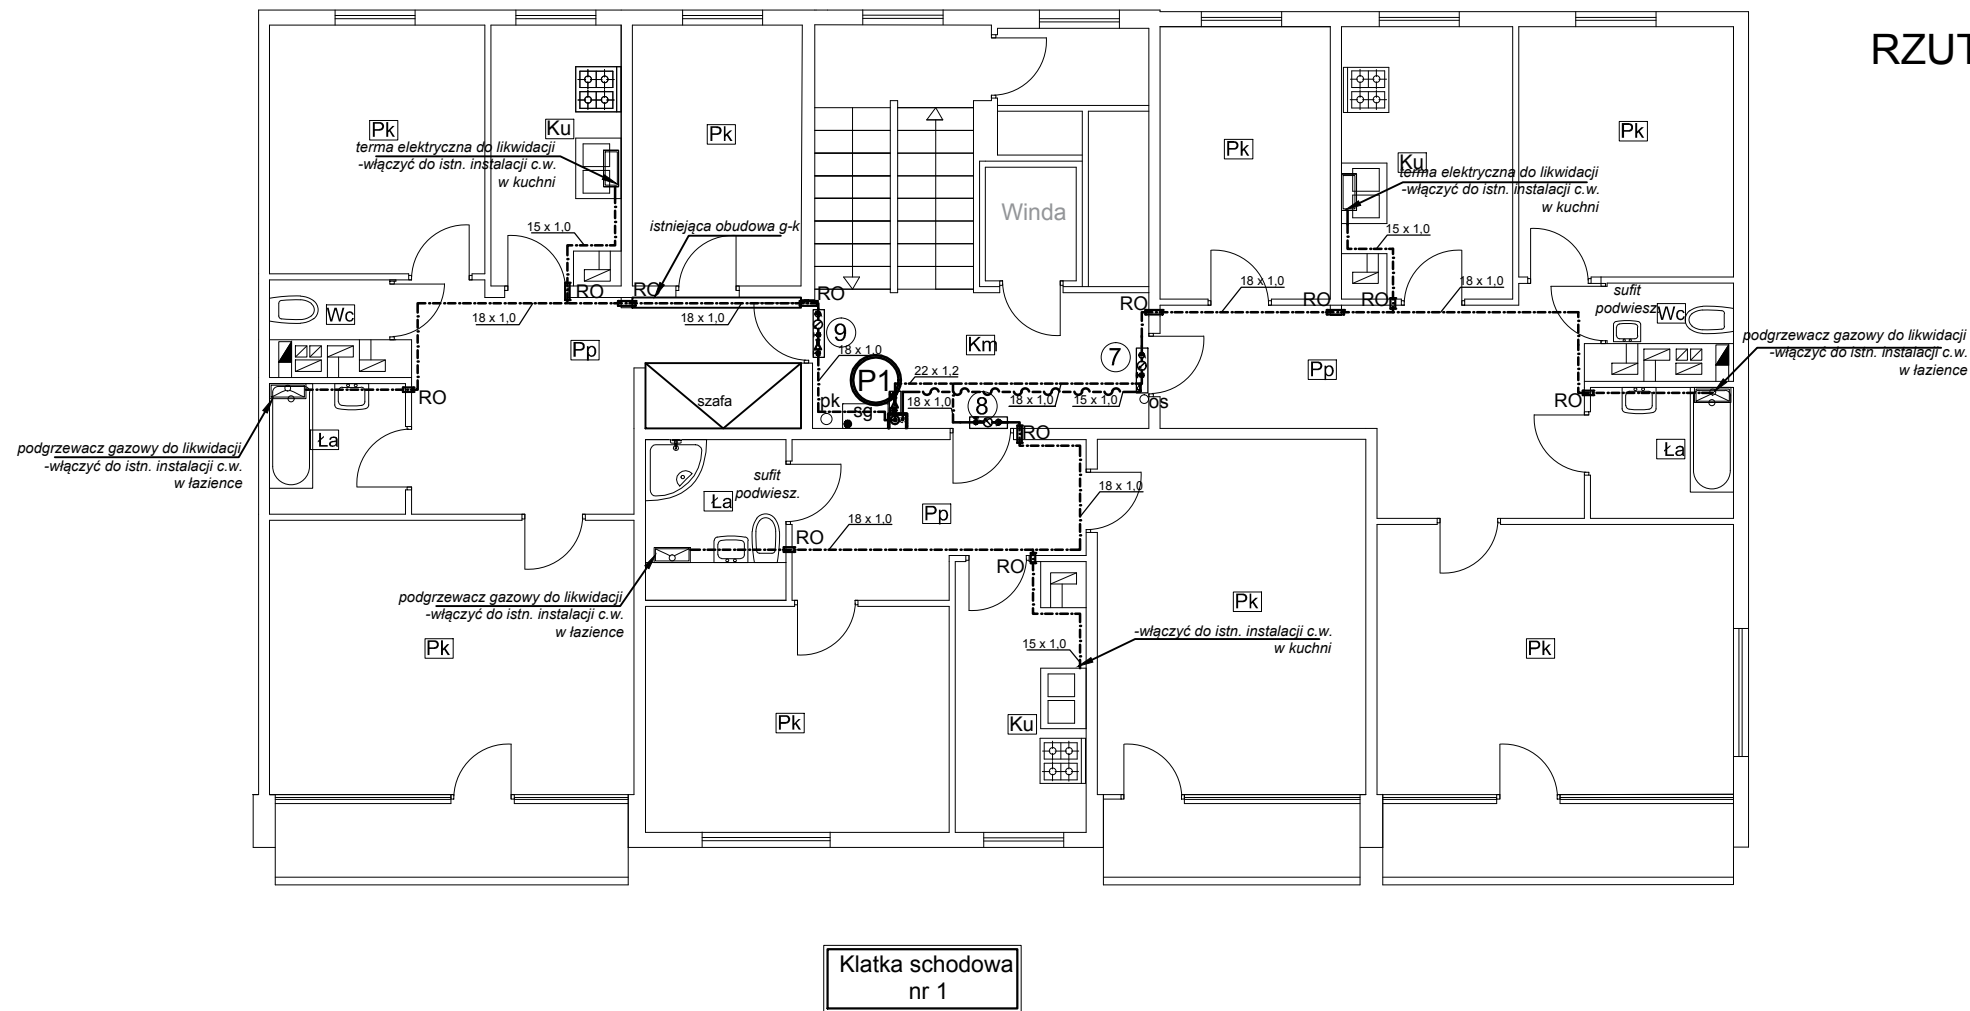 RZUT
Pk
Ku
Pk
terma elektryczna do likwidacji
-włączyć do istn. instalacji c.w.
w kuchni
15 x 1,0
istniejąca obudowa g-k
Winda
Pk
Ku
Pk
terma elektryczna do likwidacji
-włączyć do istn. instalacji c.w.
w kuchni
15 x 1,0
RO
RO
RO
Wc
18 x 1,0
18 x 1,0
Pp
9
18 x 1,0
Km
RO
18 x 1,0
RO
RO
18 x 1,0
sufit
podwiesz.
Wc
podgrzewacz gazowy do likwidacji
-włączyć do istn. instalacji c.w.
w łazience
7
Pp
P1
22 x 1,2
szafa
pk
sg
18 x 1,0
8
18 x 1,0
15 x 1,0
os
RO
RO
RO
Ła
podgrzewacz gazowy do likwidacji
-włączyć do istn. instalacji c.w.
w łazience
Ła
sufit
podwiesz.
Ła
18 x 1,0
18 x 1,0
Pp
RO
RO
podgrzewacz gazowy do likwidacji
-włączyć do istn. instalacji c.w.
w łazience
Pk
Pk
-włączyć do istn. instalacji c.w.
w kuchni
15 x 1,0
Pk
Pk
Ku
Klatka schodowa
nr 1